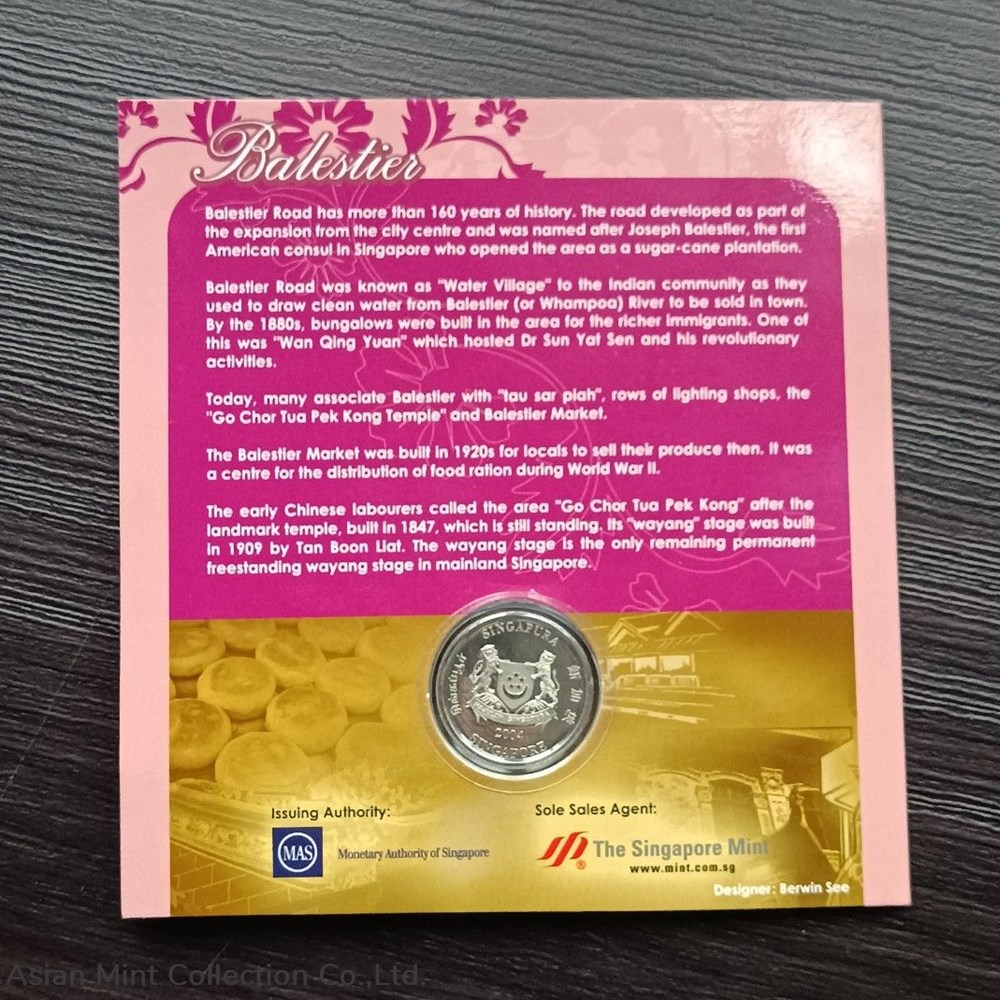 Balestier
Balestier Road has more than 160 years of history. The road developed as part of
the expansion from the city centre and was named after Joseph Balestier, the first
American consul in Singapore who opened the area as a sugar-cane plantation.
Balestier Road was known as "Water Village" to the Indian community as they
used to draw clean water from Balestier (or Whampoa) River to be sold in town.
By the 1880s, bungalows were built in the area for the richer immigrants. One of
this was "Wan Qing Yuan" which hosted Dr Sun Yat Sen and his revolutionary
activities.
Today, many associate Balestier with "tau sar piah", rows of lighting shops, the
"Go Chor Tua Pek Kong Temple" and Balestier Market.
The Balestier Market was built in 1920s for locals to sell their produce then. It was
a centre for the distribution of food ration during World War II.
The early Chinese labourers called the area "Go Chor Tua Pek Kong" after the
landmark temple, built in 1847, which is still standing. Its "wayang" stage was built
in 1909 by Tan Boon Liat. The wayang stage is the only remaining permanent
freestanding wayang stage in mainland Singapore.
SINGAPURA
新加坡
2004
SINGAPORE
Issuing Authority:
MAS
Monetary Authority of Singapore
Sole Sales Agent:
The Singapore Mint
®
www.mint.com.sg
Designer: Berwin See
Asian Mint Collection Co.,Ltd.